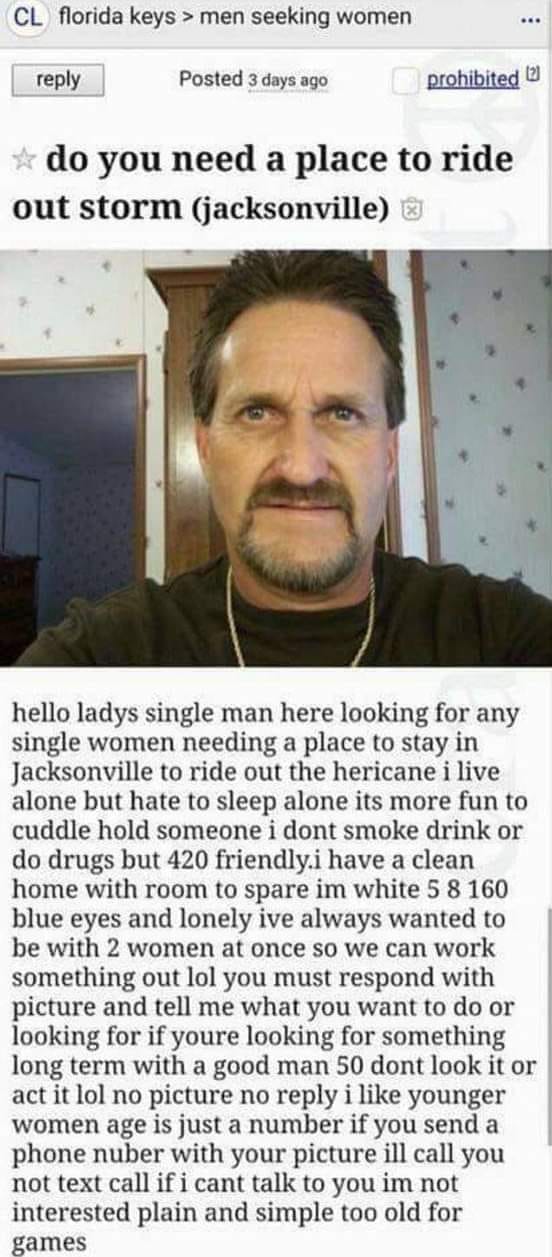 CL florida keys > men seeking women ...
reply Posted 3 days ago prohibited [?]
☆ do you need a place to ride
out storm (jacksonville)
hello ladys single man here looking for any
single women needing a place to stay in
Jacksonville to ride out the hericane i live
alone but hate to sleep alone its more fun to
cuddle hold someone i dont smoke drink or
do drugs but 420 friendly.i have a clean
home with room to spare im white 5 8 160
blue eyes and lonely ive always wanted to
be with 2 women at once so we can work
something out lol you must respond with
picture and tell me what you want to do or
looking for if youre looking for something
long term with a good man 50 dont look it or
act it lol no picture no reply i like younger
women age is just a number if you send a
phone nuber with your picture ill call you
not text call if i cant talk to you im not
interested plain and simple too old for
games